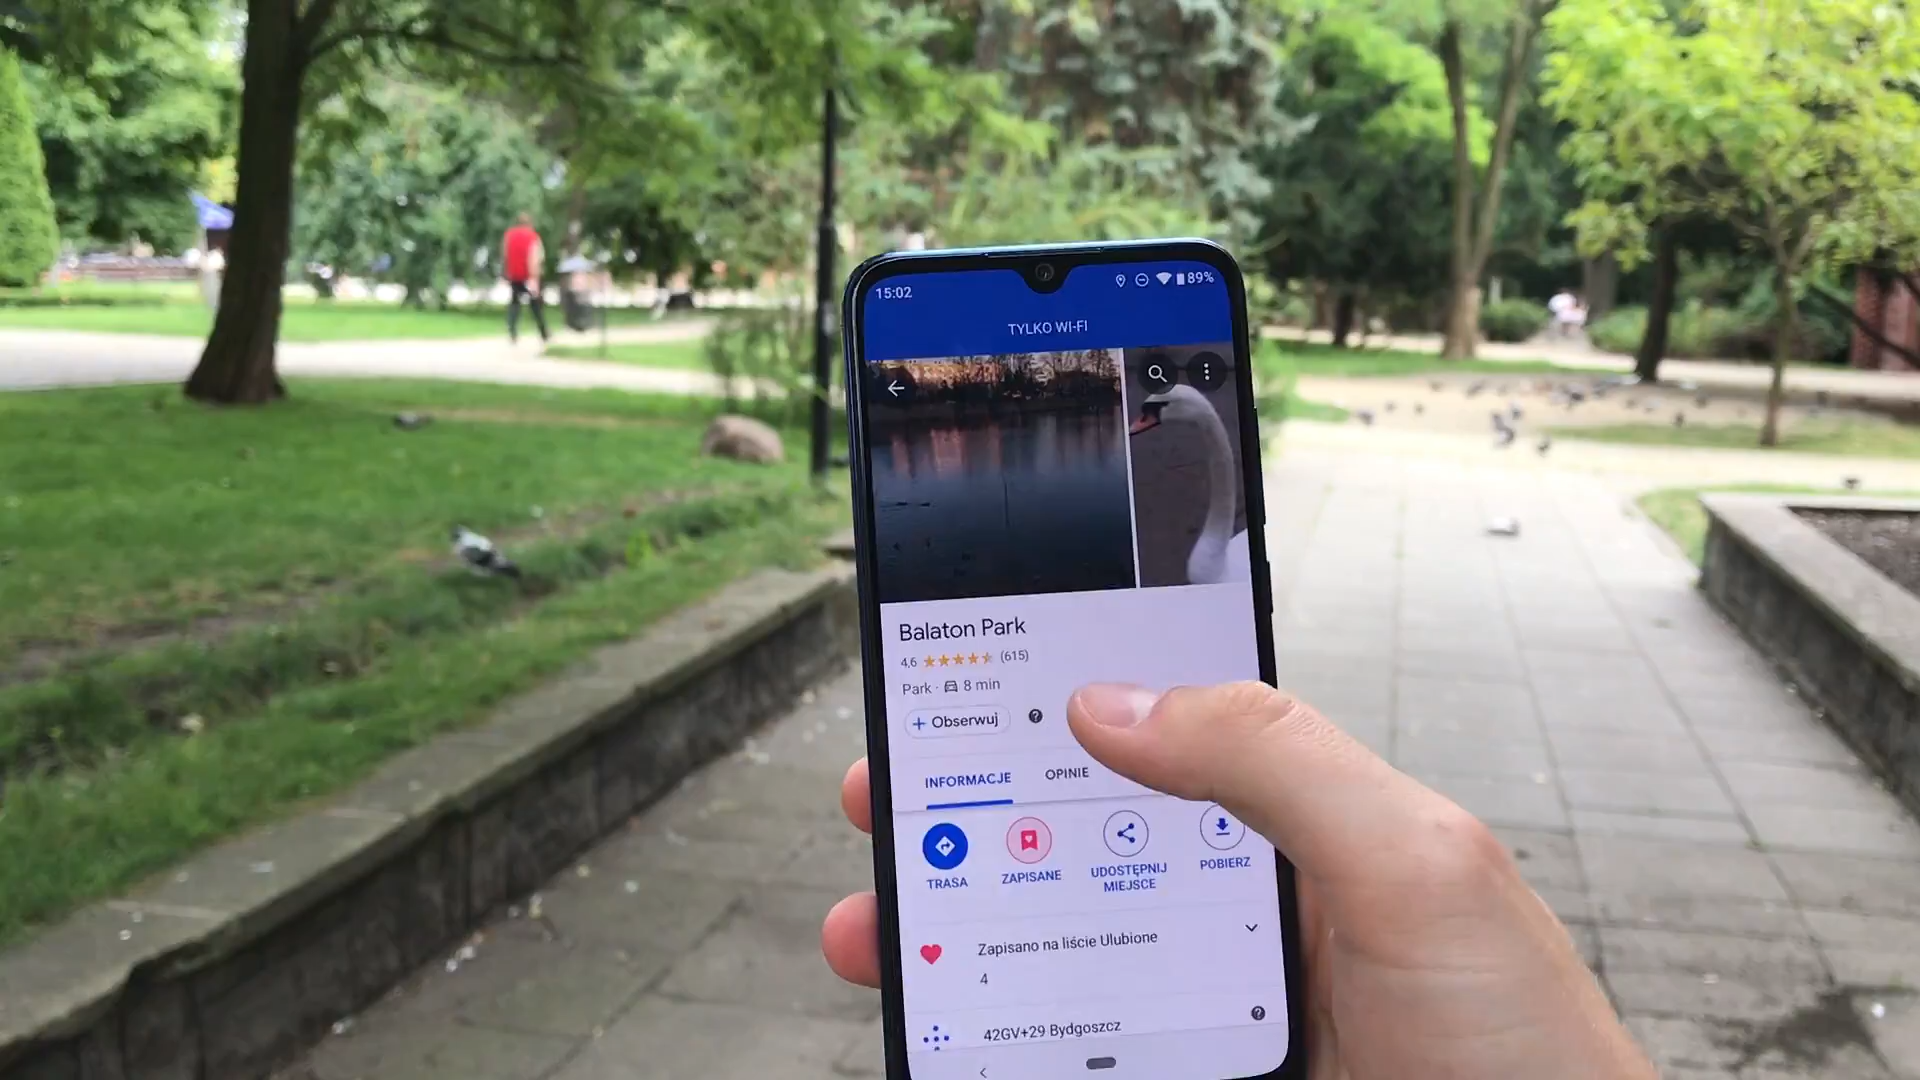 15:02
89%
TYLKO WI-FI
Balaton Park
4,6 (615)
Park · 8 min
+ Obserwuj
INFORMACJE OPINIE
TRASA
ZAPISANE
UDOSTĘPNIJ
MIEJSCE
POBIERZ
Zapisano na liście Ulubione
4
42GV+29 Bydgoszcz